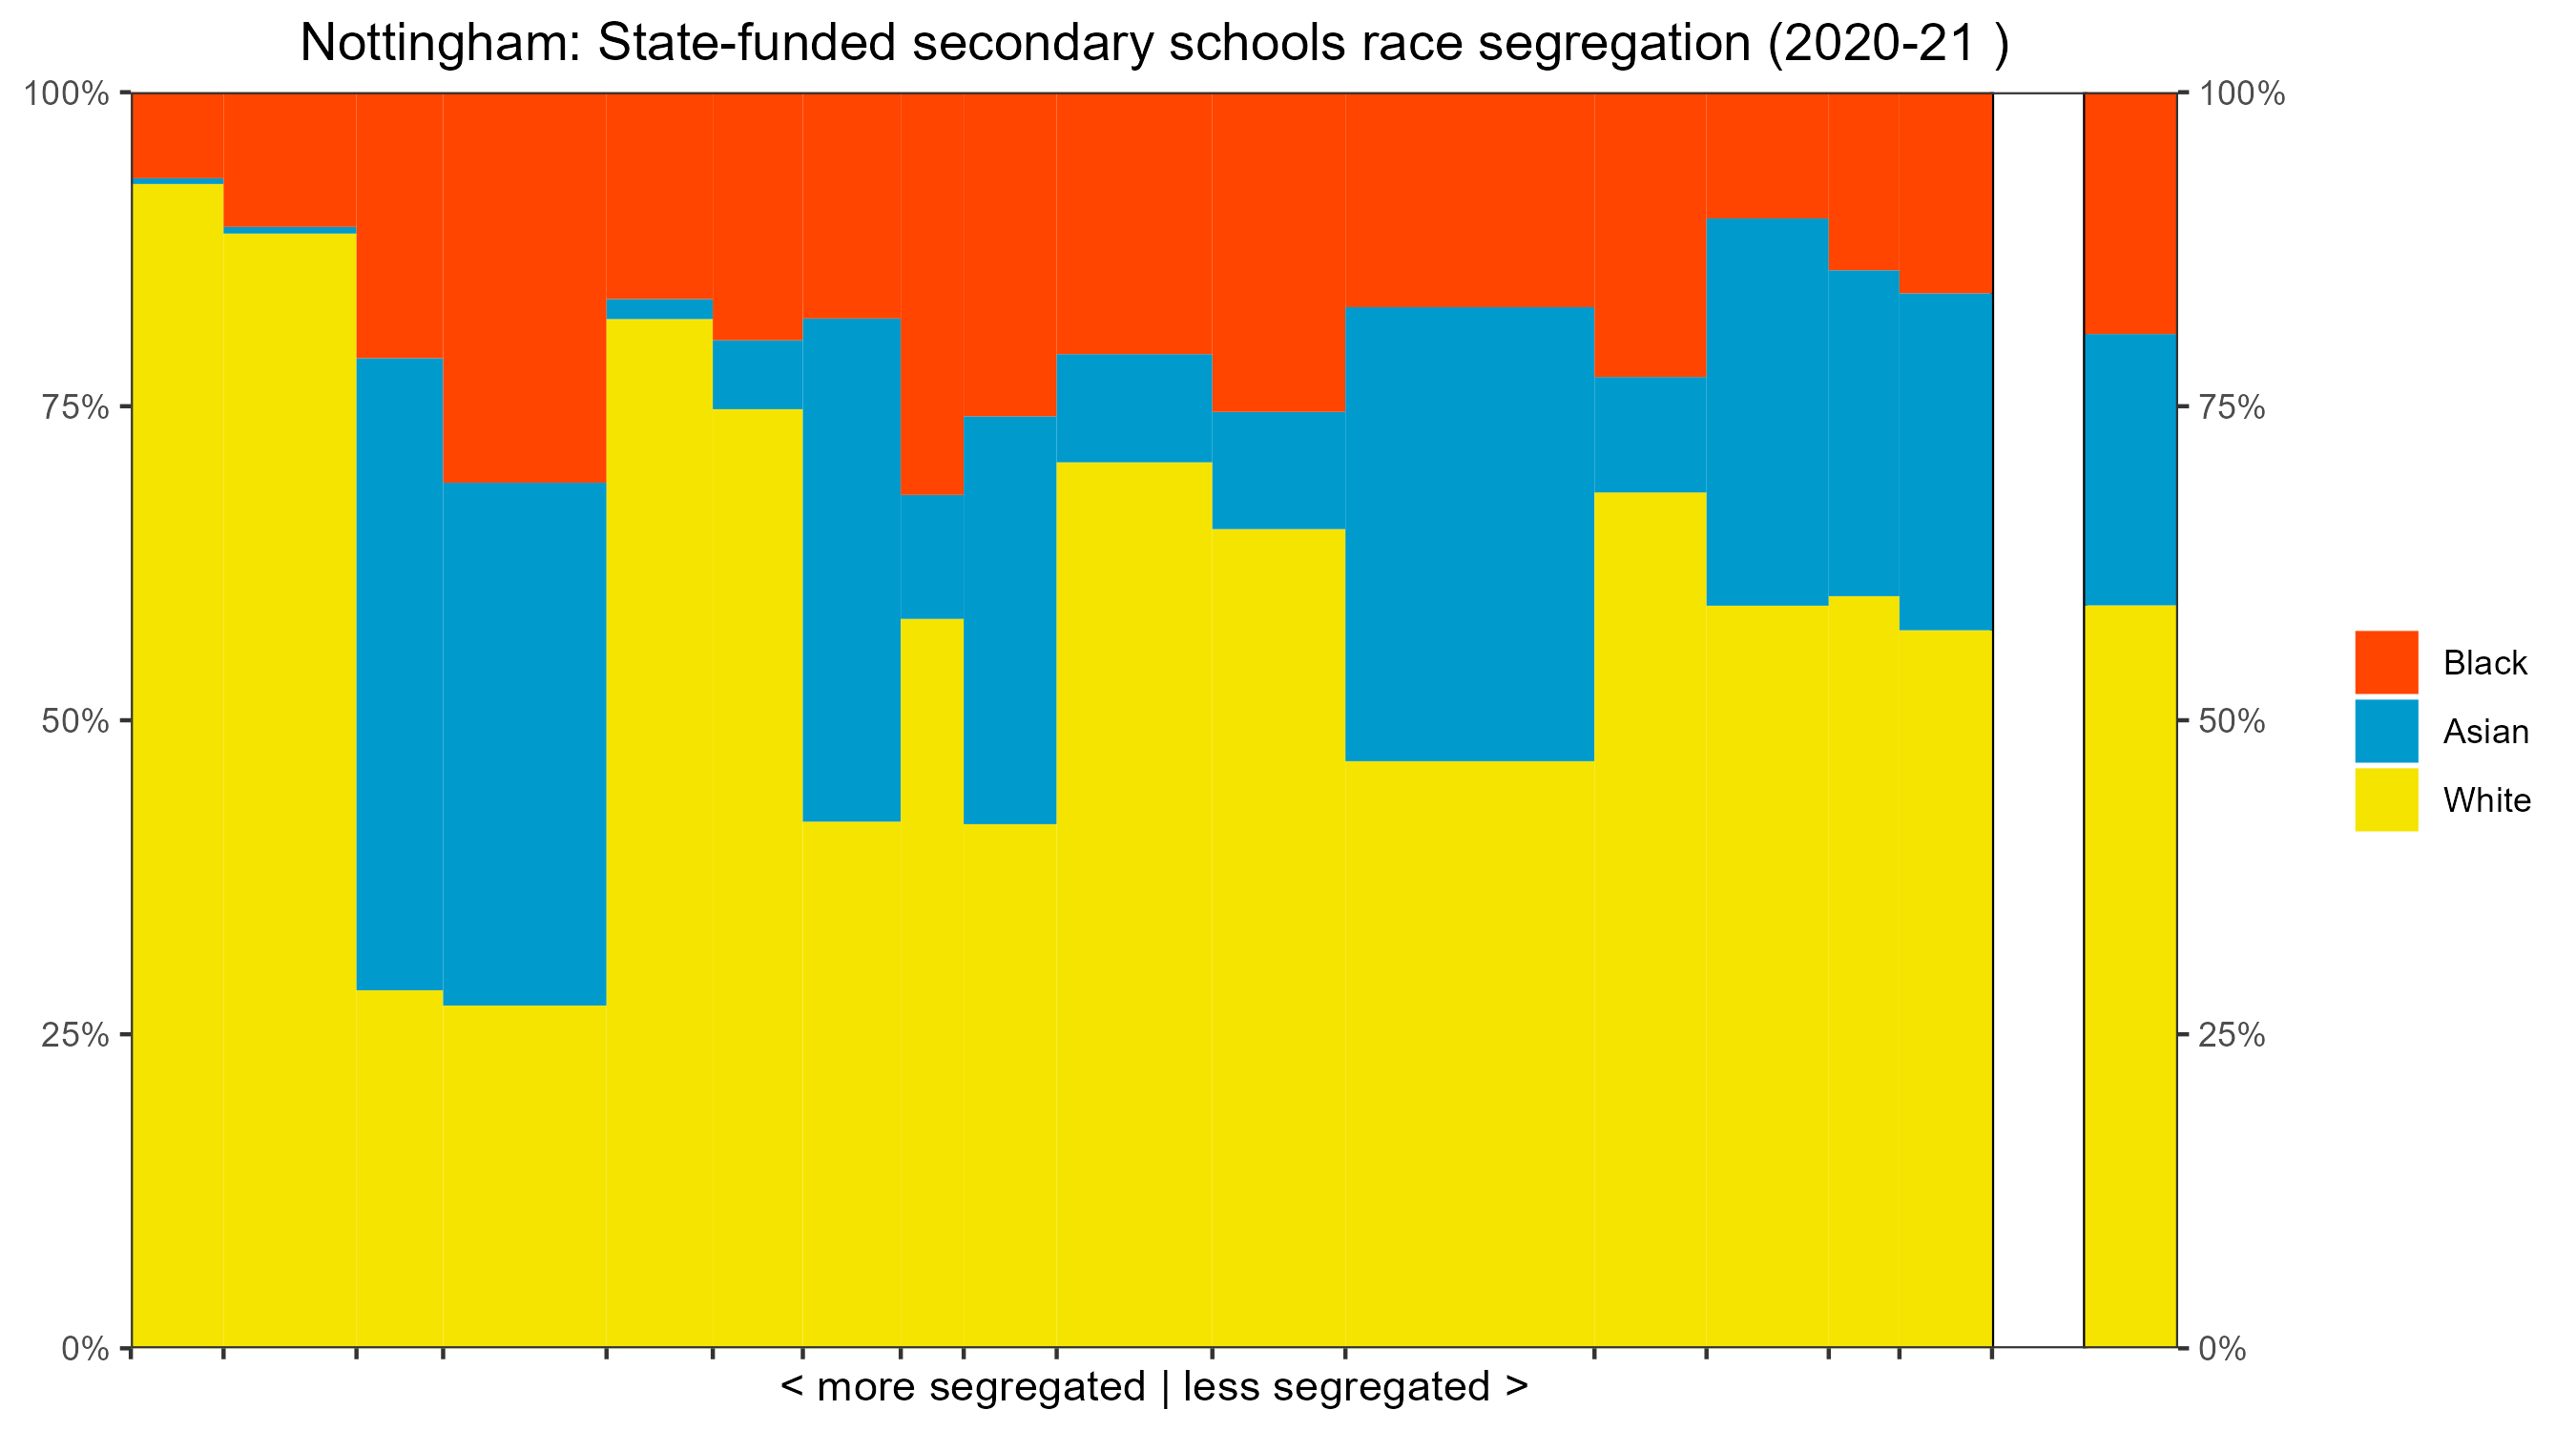 Nottingham: State-funded secondary schools race segregation (2020-21 )
100%
75%
50%
25%
0%
100%
75%
50%
25%
0%
Black
Asian
White
< more segregated | less segregated >